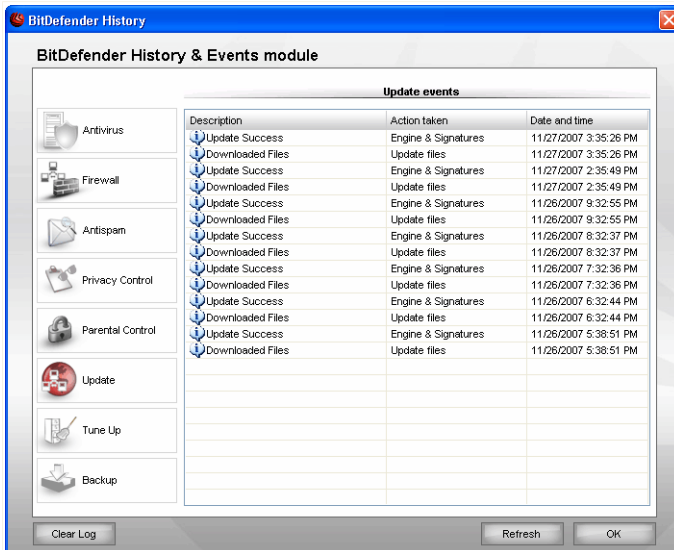 BitDefender History
BitDefender History & Events module
Update events
Antivirus
Firewall
Antispam
Privacy Control
Parental Control
Update
Tune Up
Backup
Description Action taken Date and time
Update Success Engine & Signatures 11/27/2007 3:35:26 PM
Downloaded Files Update files 11/27/2007 3:35:26 PM
Update Success Engine & Signatures 11/27/2007 2:35:49 PM
Downloaded Files Update files 11/27/2007 2:35:49 PM
Update Success Engine & Signatures 11/26/2007 9:32:55 PM
Downloaded Files Update files 11/26/2007 9:32:55 PM
Update Success Engine & Signatures 11/26/2007 8:32:37 PM
Downloaded Files Update files 11/26/2007 8:32:37 PM
Update Success Engine & Signatures 11/26/2007 7:32:36 PM
Downloaded Files Update files 11/26/2007 7:32:36 PM
Update Success Engine & Signatures 11/26/2007 6:32:44 PM
Downloaded Files Update files 11/26/2007 6:32:44 PM
Update Success Engine & Signatures 11/26/2007 5:38:51 PM
Downloaded Files Update files 11/26/2007 5:38:51 PM
Clear Log Refresh OK